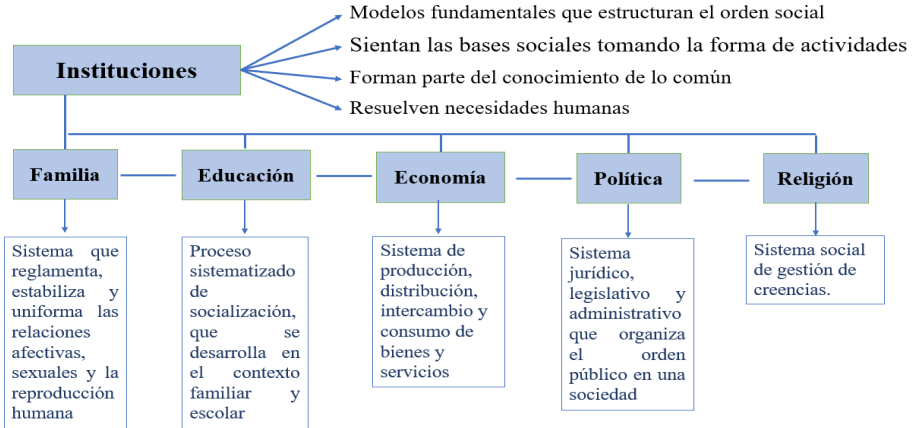 Modelos fundamentales que estructuran el orden social
Sientan las bases sociales tomando la forma de actividades
Instituciones
Forman parte del conocimiento de lo común
Resuelven necesidades humanas
Familia
Educación
Economía
Política
Religión
Sistema que
reglamenta,
estabiliza y
uniforma las
relaciones
afectivas,
sexuales y la
reproducción
humana
Proceso
sistematizado
de
socialización,
que se
desarrolla en
el contexto
familiar y
escolar
Sistema de
producción,
distribución,
intercambio y
consumo de
bienes y
servicios
Sistema
jurídico,
legislativo y
administrativo
que organiza
el orden
público en una
sociedad
Sistema social
de gestión de
creencias.